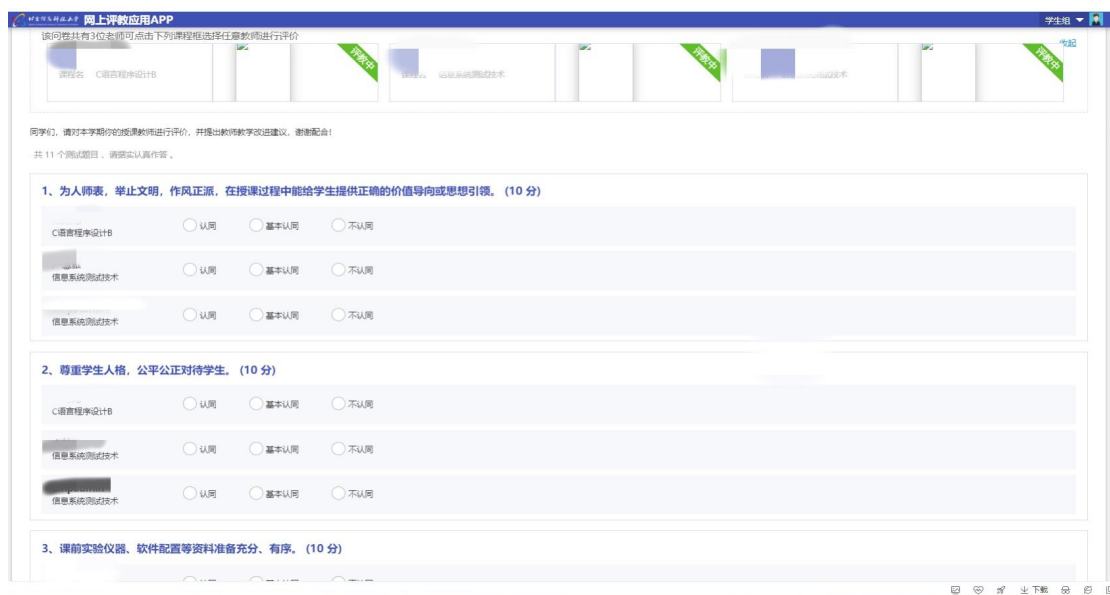 网上评教应用APP
学生组
该问卷共有3位老师可点击下列课程框选择任意教师进行评价
收起
课程名 C语言程序设计B
评教中
课程名 信息系统测试技术
评教中
评教中
同学们，请对本学期你的授课教师进行评价，并提出教师教学改进建议，谢谢配合！
共 11 个测试题目，请据实认真作答。
1、为人师表，举止文明，作风正派，在授课过程中能给学生提供正确的价值导向或思想引领。（10 分）
C语言程序设计B 认同 基本认同 不认同
信息系统测试技术 认同 基本认同 不认同
信息系统测试技术 认同 基本认同 不认同
2、尊重学生人格，公平公正对待学生。（10 分）
C语言程序设计B 认同 基本认同 不认同
信息系统测试技术 认同 基本认同 不认同
信息系统测试技术 认同 基本认同 不认同
3、课前实验仪器、软件配置等资料准备充分、有序。（10 分）
下载